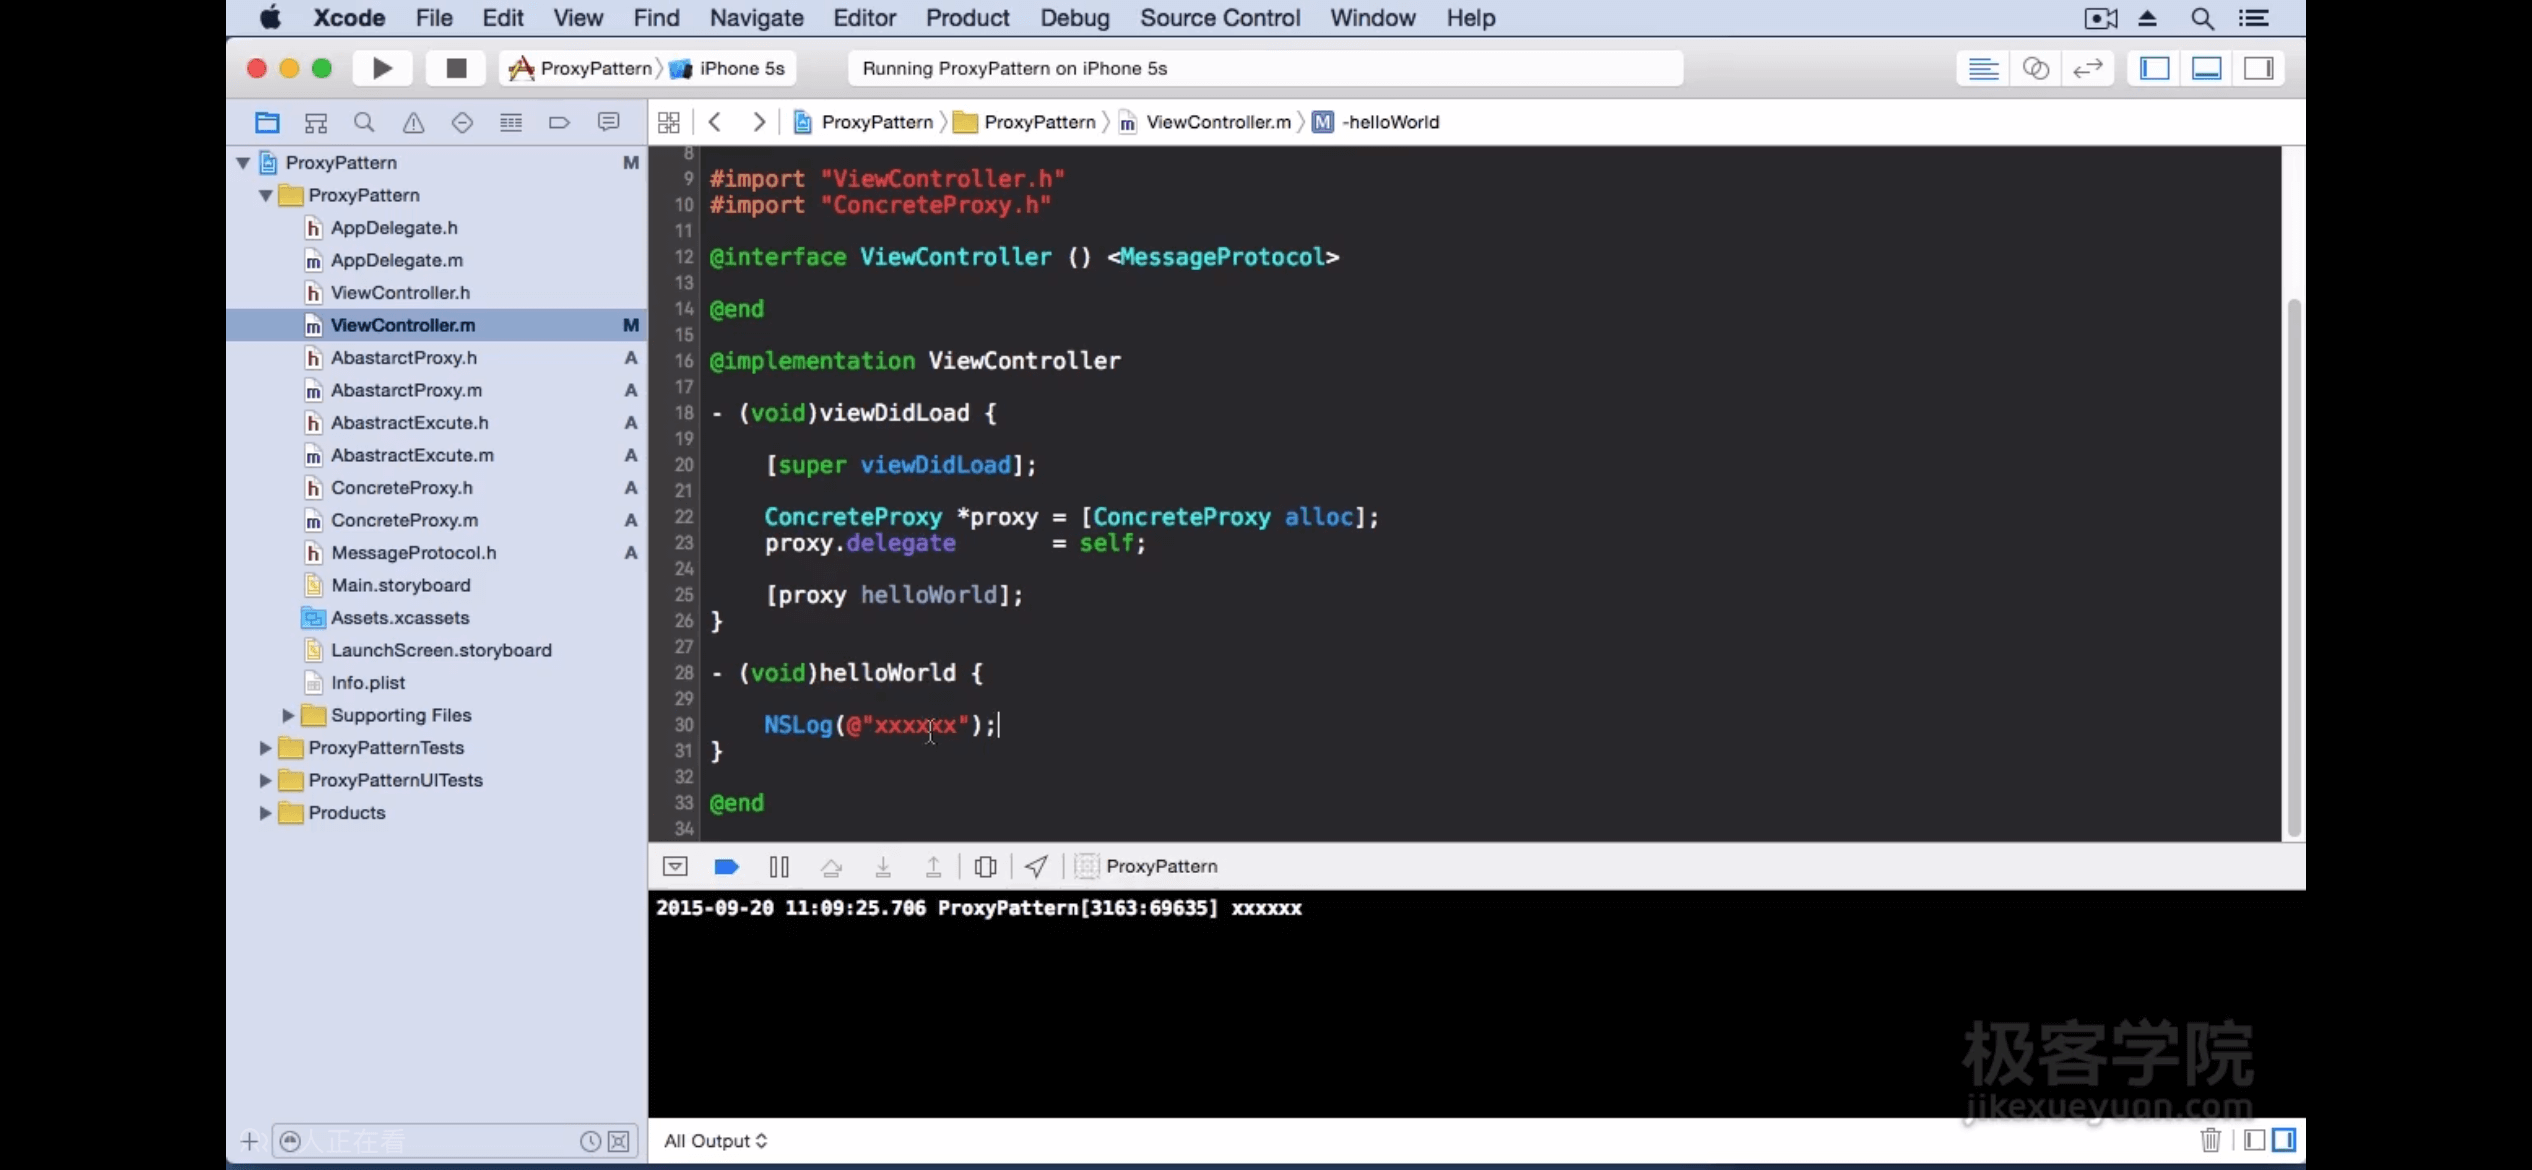 Xcode File Edit View Find Navigate Editor Product Debug Source Control Window Help
ProxyPattern iPhone 5s
Running ProxyPattern on iPhone 5s
ProxyPattern ProxyPattern ViewController.m M -helloWorld
ProxyPattern M
ProxyPattern
h AppDelegate.h
m AppDelegate.m
h ViewController.h
m ViewController.m M
h AbastarctProxy.h A
m AbastarctProxy.m A
h AbastractExcute.h A
m AbastractExcute.m A
h ConcreteProxy.h A
m ConcreteProxy.m A
h MessageProtocol.h A
Main.storyboard
Assets.xcassets
LaunchScreen.storyboard
Info.plist
Supporting Files
ProxyPatternTests
ProxyPatternUITests
Products
人正在看
8
9 #import "ViewController.h"
10 #import "ConcreteProxy.h"
11
12 @interface ViewController () <MessageProtocol>
13
14 @end
15
16 @implementation ViewController
17
18 - (void)viewDidLoad {
19
20 [super viewDidLoad];
21
22 ConcreteProxy *proxy = [ConcreteProxy alloc];
23 proxy.delegate = self;
24
25 [proxy helloWorld];
26 }
27
28 - (void)helloWorld {
29
30 NSLog(@"xxxxxx");
31 }
32
33 @end
34
ProxyPattern
2015-09-20 11:09:25.706 ProxyPattern[3163:69635] xxxxxx
极客学院
jikexueyuan.com
All Output